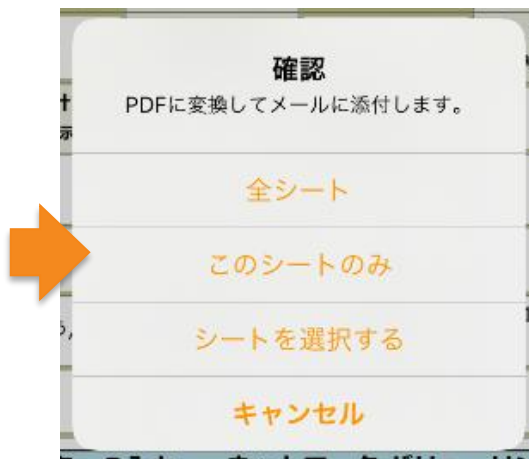 確認
PDFに変換してメールに添付します。
全シート
このシートのみ
シートを選択する
キャンセル